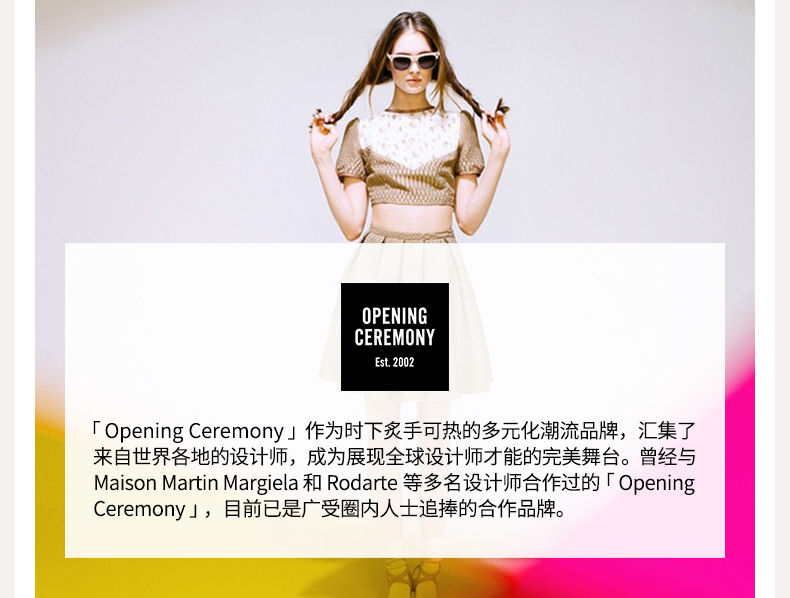 OPENING
CEREMONY
Est. 2002
「Opening Ceremony」作为时下炙手可热的多元化潮流品牌，汇集了
来自世界各地的设计师，成为展现全球设计师才能的完美舞台。曾经与
Maison Martin Margiela 和 Rodarte 等多名设计师合作过的「Opening
Ceremony」，目前已是广受圈内人士追捧的合作品牌。